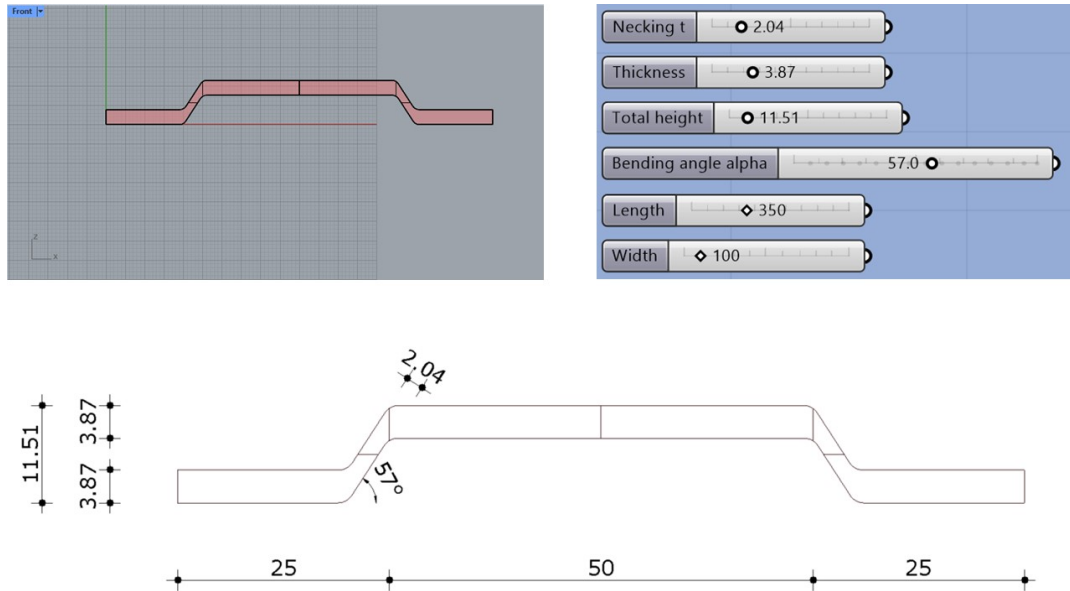 Front
z
x
Necking t 2.04
Thickness 3.87
Total height 11.51
Bending angle alpha 57.0
Length 350
Width 100
2.04
11.51
3.87
3.87
57°
25
50
25